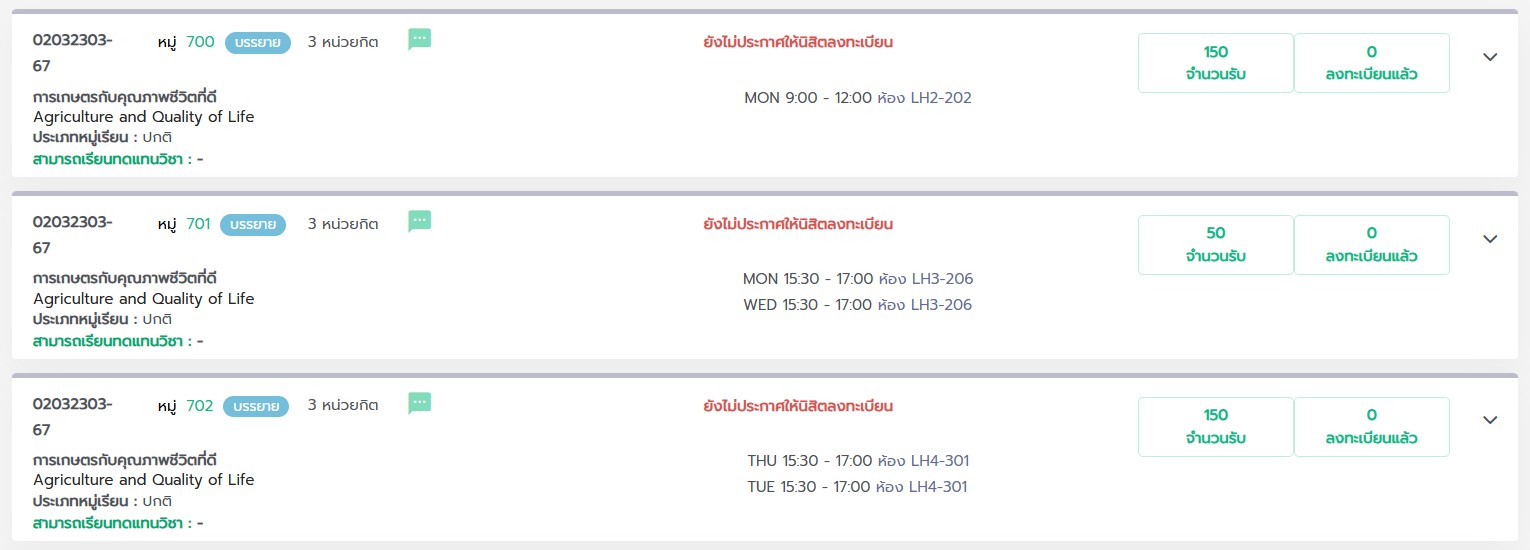 02032303-67 หมู่ 700 บรรยาย 3 หน่วยกิต ยังไม่ประกาศให้นิสิตลงทะเบียน 150 จำนวนรับ 0 ลงทะเบียนแล้ว
การเกษตรกับคุณภาพชีวิตที่ดี MON 9:00 - 12:00 ห้อง LH2-202
Agriculture and Quality of Life
ประเภทหมู่เรียน : ปกติ
สามารถเรียนทดแทนวิชา : -
02032303-67 หมู่ 701 บรรยาย 3 หน่วยกิต ยังไม่ประกาศให้นิสิตลงทะเบียน 50 จำนวนรับ 0 ลงทะเบียนแล้ว
การเกษตรกับคุณภาพชีวิตที่ดี MON 15:30 - 17:00 ห้อง LH3-206
Agriculture and Quality of Life WED 15:30 - 17:00 ห้อง LH3-206
ประเภทหมู่เรียน : ปกติ
สามารถเรียนทดแทนวิชา : -
02032303-67 หมู่ 702 บรรยาย 3 หน่วยกิต ยังไม่ประกาศให้นิสิตลงทะเบียน 150 จำนวนรับ 0 ลงทะเบียนแล้ว
การเกษตรกับคุณภาพชีวิตที่ดี THU 15:30 - 17:00 ห้อง LH4-301
Agriculture and Quality of Life TUE 15:30 - 17:00 ห้อง LH4-301
ประเภทหมู่เรียน : ปกติ
สามารถเรียนทดแทนวิชา : -